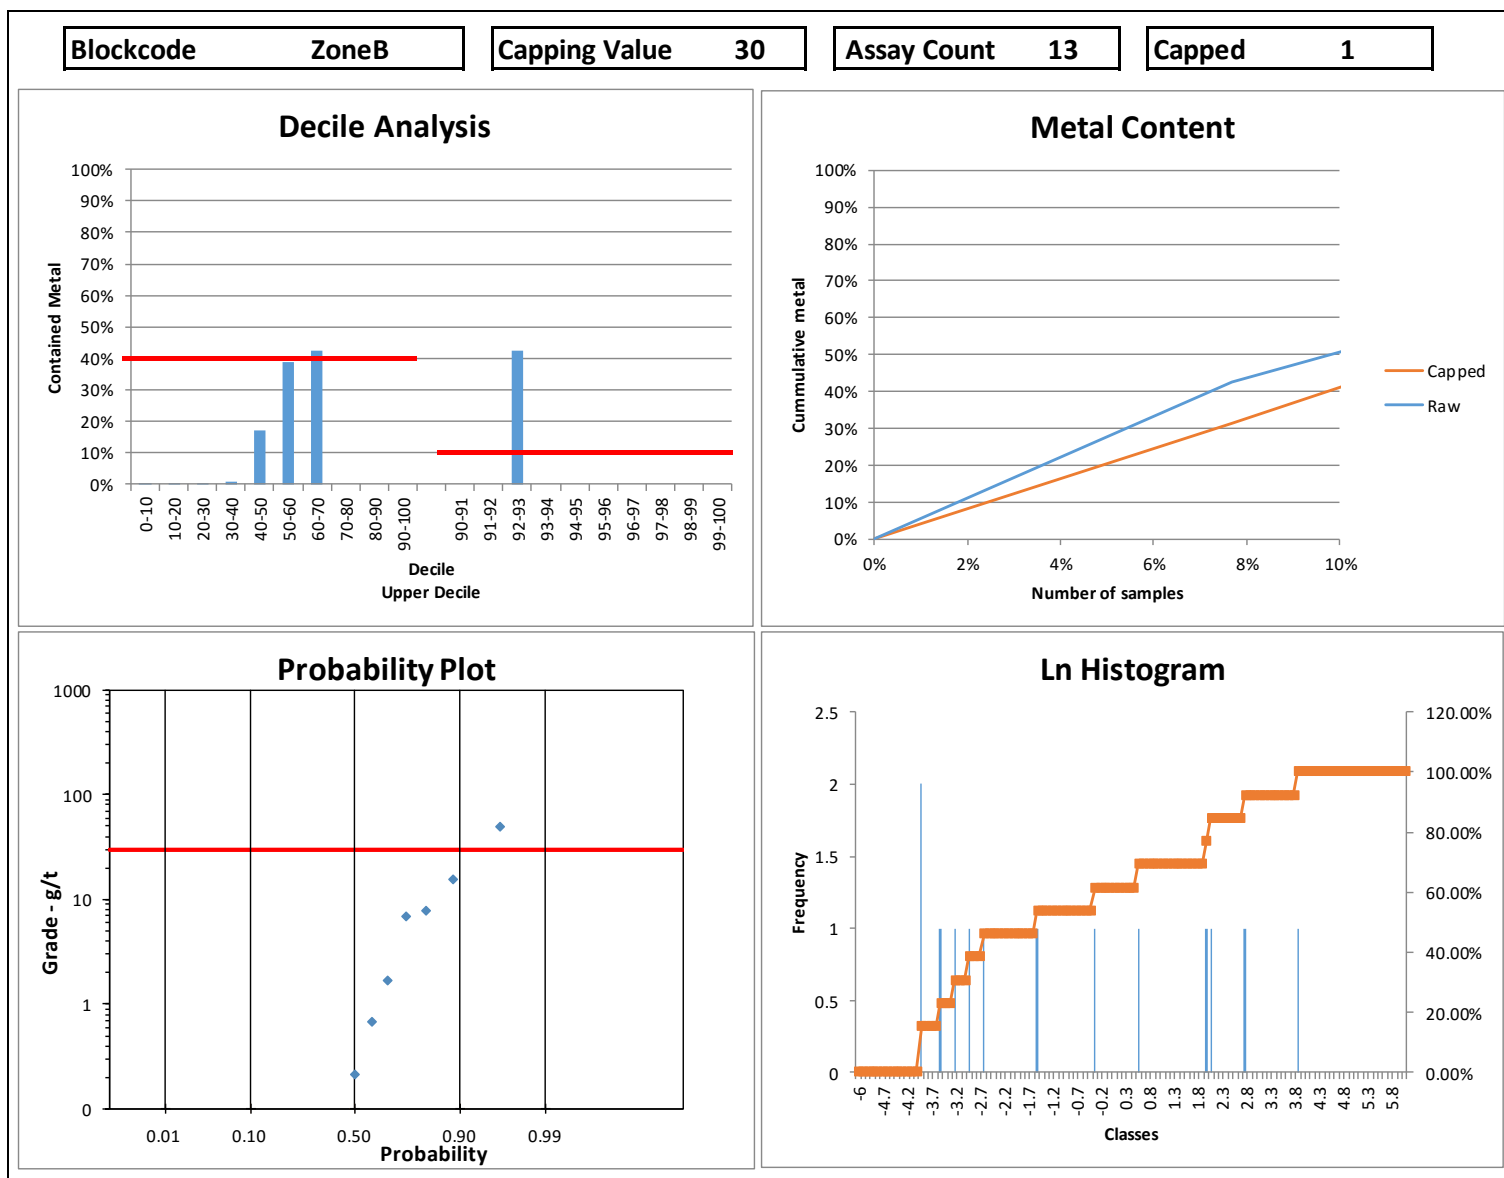 Blockcode ZoneB Capping Value 30 Assay Count 13 Capped 1
Decile Analysis
100%
90%
80%
70%
60%
50%
40%
30%
20%
10%
0%
Contained Metal
0-10 10-20 20-30 30-40 40-50 50-60 60-70 70-80 80-90 90-100 90-91 91-92 92-93 93-94 94-95 95-96 96-97 97-98 98-99 99-100
Decile
Upper Decile
Metal Content
100%
90%
80%
70%
60%
50%
40%
30%
20%
10%
0%
Cummulative metal
0% 2% 4% 6% 8% 10%
Number of samples
Capped
Raw
Probability Plot
1000
100
10
1
0
Grade - g/t
0.01 0.10 0.50 0.90 0.99
Probability
Ln Histogram
2.5
2
1.5
1
0.5
0
Frequency
120.00%
100.00%
80.00%
60.00%
40.00%
20.00%
0.00%
-6 -4.7 -4.2 -3.7 -3.2 -2.7 -2.2 -1.7 -1.2 -0.7 -0.2 0.3 0.8 1.3 1.8 2.3 2.8 3.3 3.8 4.3 4.8 5.3 5.8
Classes